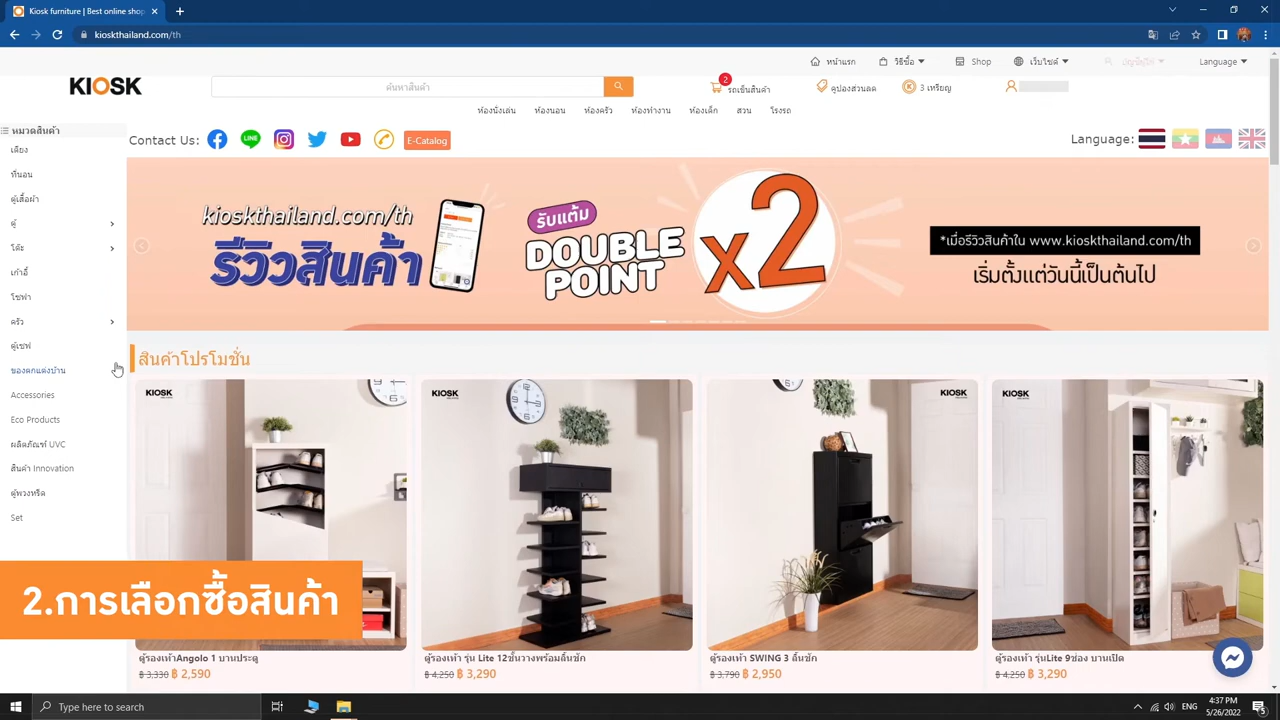 Kiosk furniture | Best online shop
kioskthailand.com/th
หน้าแรก
วิธีซื้อ
Shop
เว็บไซต์
Language
KIOSK
ค้นหาสินค้า
2
รถเข็นสินค้า
คูปองส่วนลด
3 เหรียญ
ห้องนั่งเล่น
ห้องนอน
ห้องครัว
ห้องทำงาน
ห้องเด็ก
สวน
โรงรถ
หมวดสินค้า
เตียง
ที่นอน
ตู้เสื้อผ้า
ตู้
โต๊ะ
เก้าอี้
โซฟา
ครัว
ตู้เซฟ
ของตกแต่งบ้าน
Accessories
Eco Products
ผลิตภัณฑ์ UVC
สินค้า Innovation
ตู้พวงหรีด
Set
Contact Us:
E-Catalog
Language:
kioskthailand.com/th
รีวิวสินค้า
รับแต้ม
DOUBLE
POINT
x2
*เมื่อรีวิวสินค้าใน www.kioskthailand.com/th
เริ่มตั้งแต่วันนี้เป็นต้นไป
สินค้าโปรโมชั่น
KIOSK
KIOSK
KIOSK
KIOSK
ตู้รองเท้าAngolo 1 บานประตู
฿ 3,330 ฿ 2,590
ตู้รองเท้า รุ่น Lite 12ชั้นวางพร้อมลิ้นชัก
฿ 4,250 ฿ 3,290
ตู้รองเท้า SWING 3 ลิ้นชัก
฿ 3,790 ฿ 2,950
ตู้รองเท้า รุ่นLite 9ช่อง บานเปิด
฿ 4,250 ฿ 3,290
2.การเลือกซื้อสินค้า
Type here to search
ENG
4:37 PM
5/26/2022